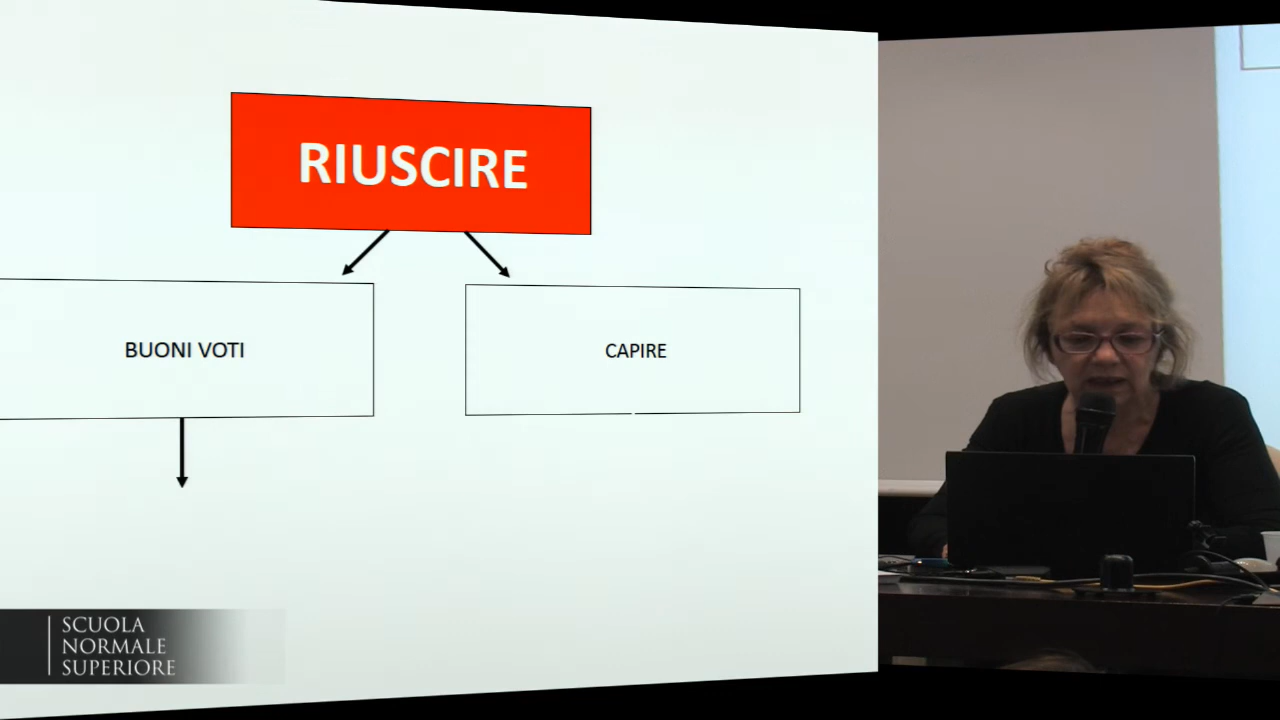 RIUSCIRE
BUONI VOTI
CAPIRE
SCUOLA
NORMALE
SUPERIORE